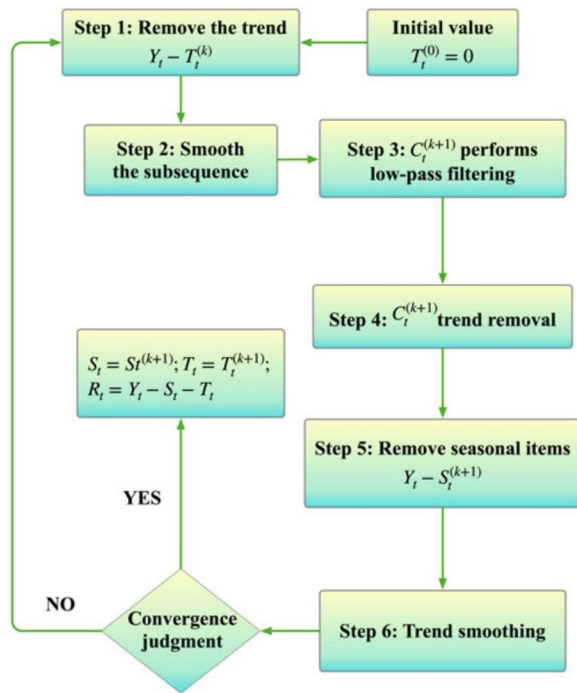 Step 1: Remove the trend
Y_t − T_t^{(k)}
Initial value
T_t^{(0)} = 0
Step 2: Smooth
the subsequence
Step 3: C_t^{(k+1)} performs
low-pass filtering
Step 4: C_t^{(k+1)} trend removal
S_t = St^{(k+1)}; T_t = T_t^{(k+1)};
R_t = Y_t − S_t − T_t
Step 5: Remove seasonal items
Y_t − S_t^{(k+1)}
YES
NO
Convergence
judgment
Step 6: Trend smoothing